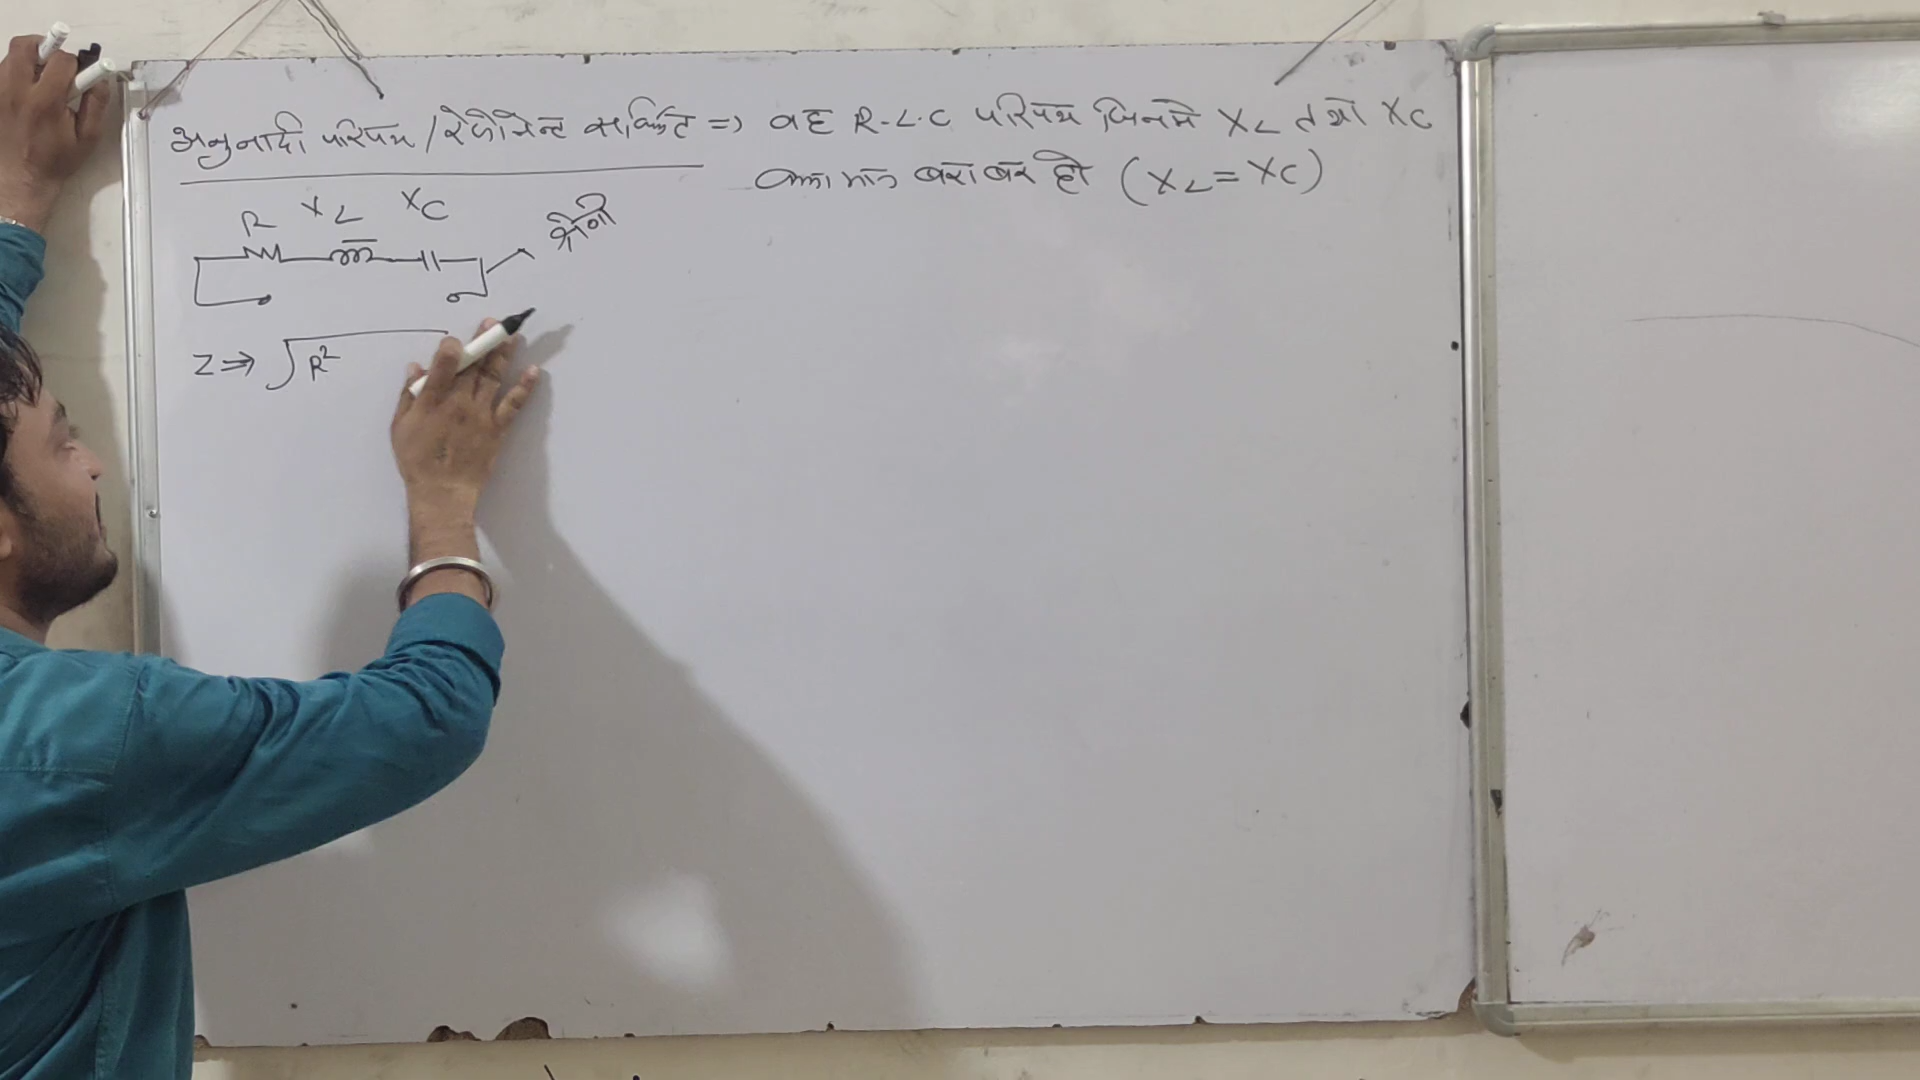 अनुनादी परिपथ / रेजोनेन्ट सर्किट => वह R-L-C परिपथ जिनमे XL तथा XC
का मान बराबर हो (XL = XC)
R XL XC
श्रेणी
Z => √R²